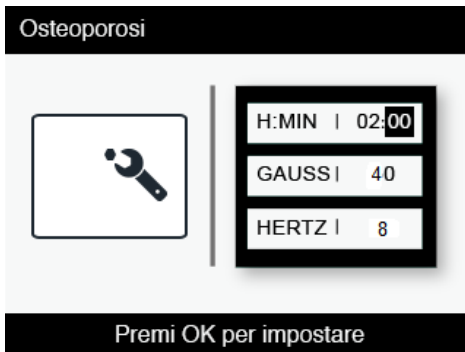 Osteoporosi
H:MIN | 02:00
GAUSS | 40
HERTZ | 8
Premi OK per impostare